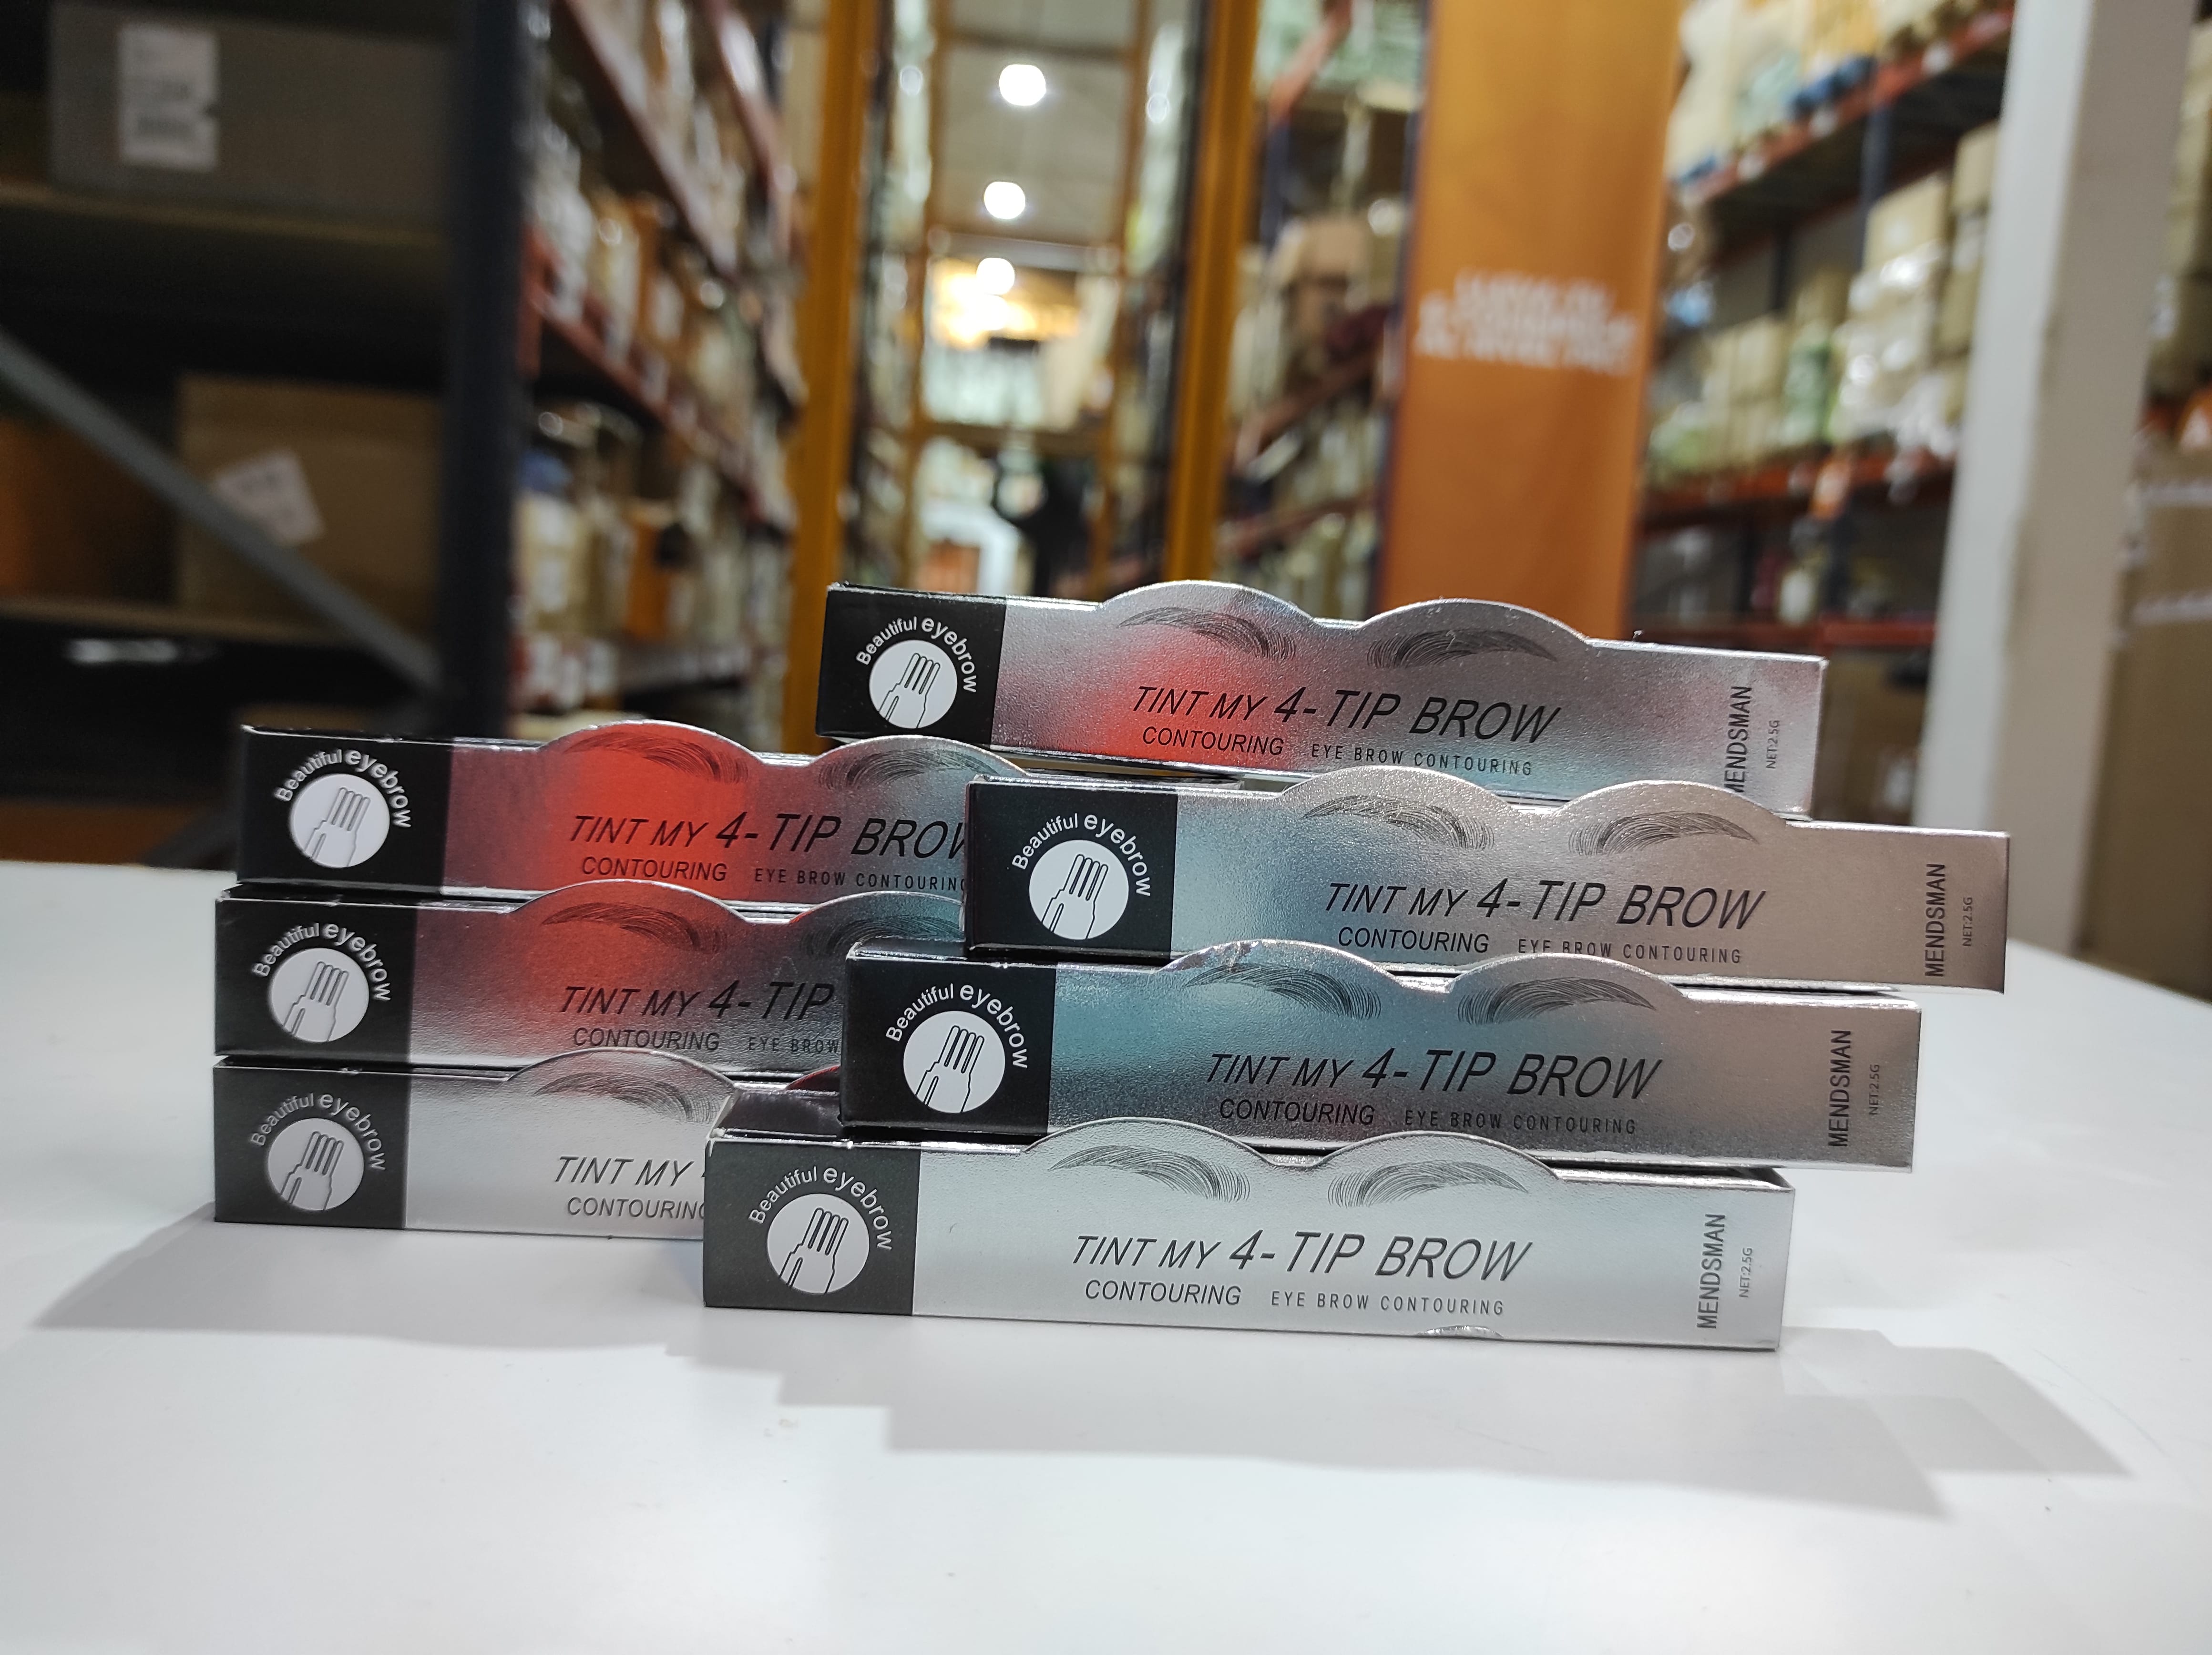 Beautiful eyebrow
TINT MY 4-TIP BROW
CONTOURING EYE BROW CONTOURING
MENDSMAN
NET:2.5G
Beautiful eyebrow
TINT MY 4-TIP BROW
CONTOURING EYE BROW CONTOURING
Beautiful eyebrow
TINT MY 4-TIP BROW
CONTOURING EYE BROW CONTOURING
MENDSMAN
NET:2.5G
Beautiful eyebrow
TINT MY 4-TIP
CONTOURING EYE BROW
Beautiful eyebrow
TINT MY 4-TIP BROW
CONTOURING EYE BROW CONTOURING
MENDSMAN
NET:2.5G
Beautiful eyebrow
TINT MY
CONTOURING
Beautiful eyebrow
TINT MY 4-TIP BROW
CONTOURING EYE BROW CONTOURING
MENDSMAN
NET:2.5G